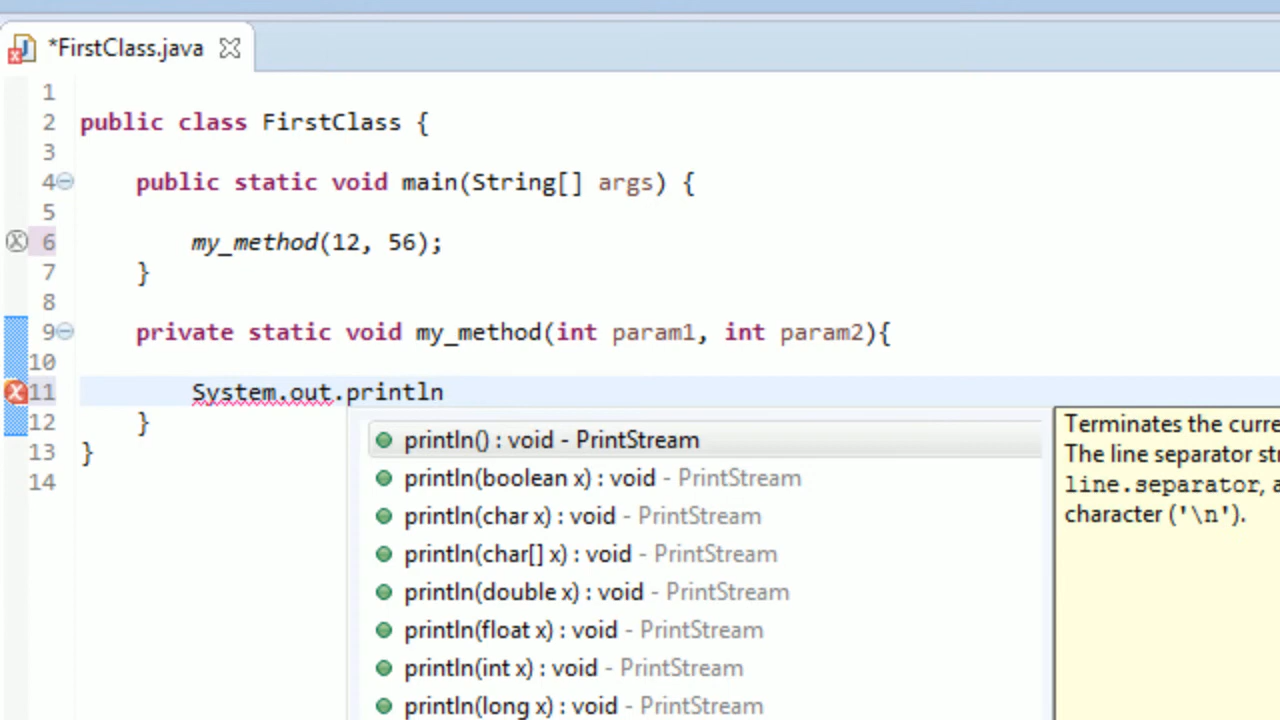 *FirstClass.java
1
2 public class FirstClass {
3
4 public static void main(String[] args) {
5
6 my_method(12, 56);
7 }
8
9 private static void my_method(int param1, int param2){
10
11 System.out.println
12 }
13 }
14
println() : void - PrintStream
println(boolean x) : void - PrintStream
println(char x) : void - PrintStream
println(char[] x) : void - PrintStream
println(double x) : void - PrintStream
println(float x) : void - PrintStream
println(int x) : void - PrintStream
println(long x) : void - PrintStream
Terminates the curre
The line separator str
line.separator, a
character ('\n').